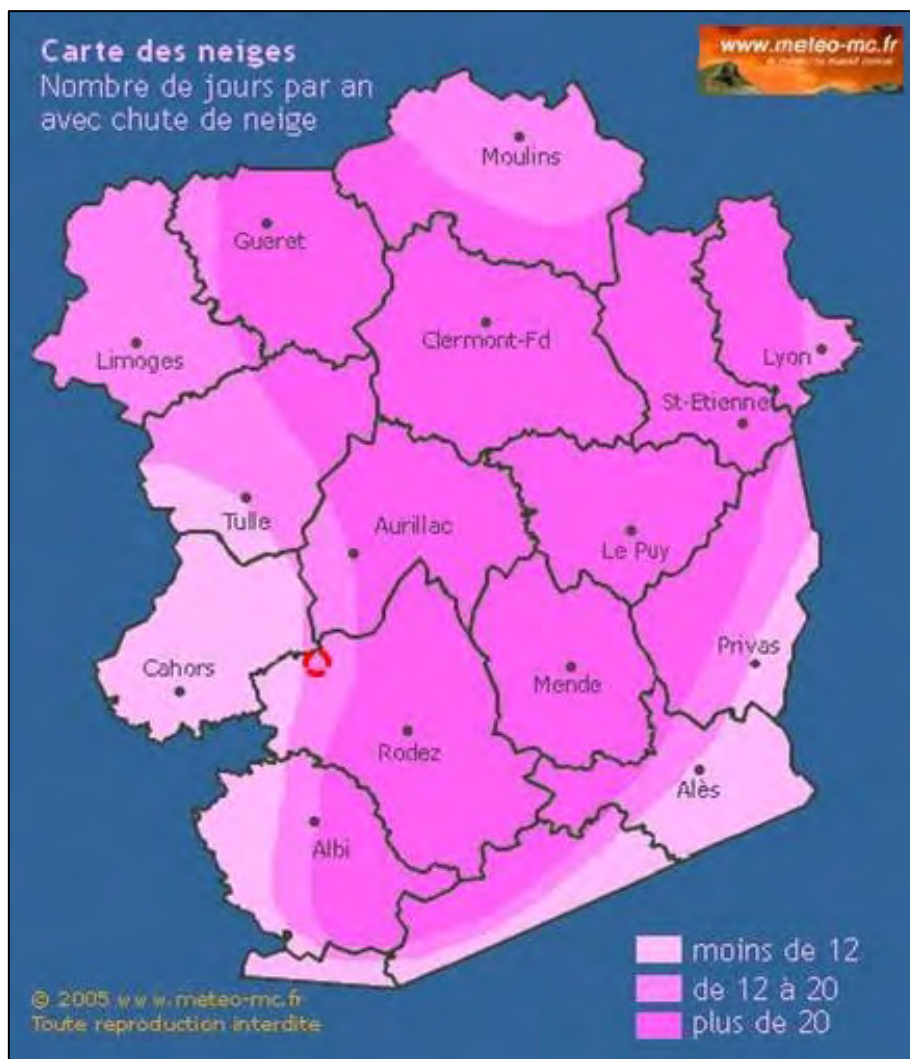 Carte des neiges
Nombre de jours par an
avec chute de neige
www.meteo-mc.fr
Moulins
Gueret
Clermont-Fd
Limoges
Lyon
St-Etienne
Tulle
Aurillac
Le Puy
Privas
Cahors
Mende
Rodez
Alès
Albi
moins de 12
de 12 à 20
plus de 20
© 2005 www.meteo-mc.fr
Toute reproduction interdite